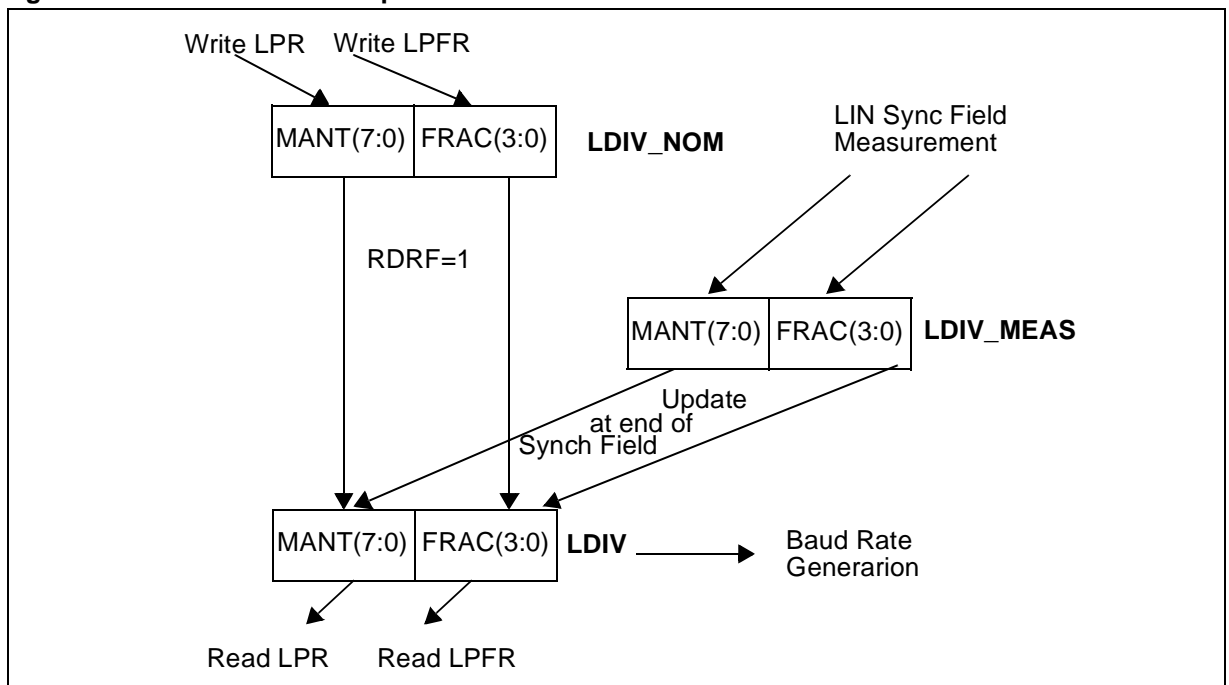 Write LPR
Write LPFR
MANT(7:0)
FRAC(3:0)
LDIV_NOM
LIN Sync Field
Measurement
RDRF=1
MANT(7:0)
FRAC(3:0)
LDIV_MEAS
Update
at end of
Synch Field
MANT(7:0)
FRAC(3:0)
LDIV
Baud Rate
Generarion
Read LPR
Read LPFR